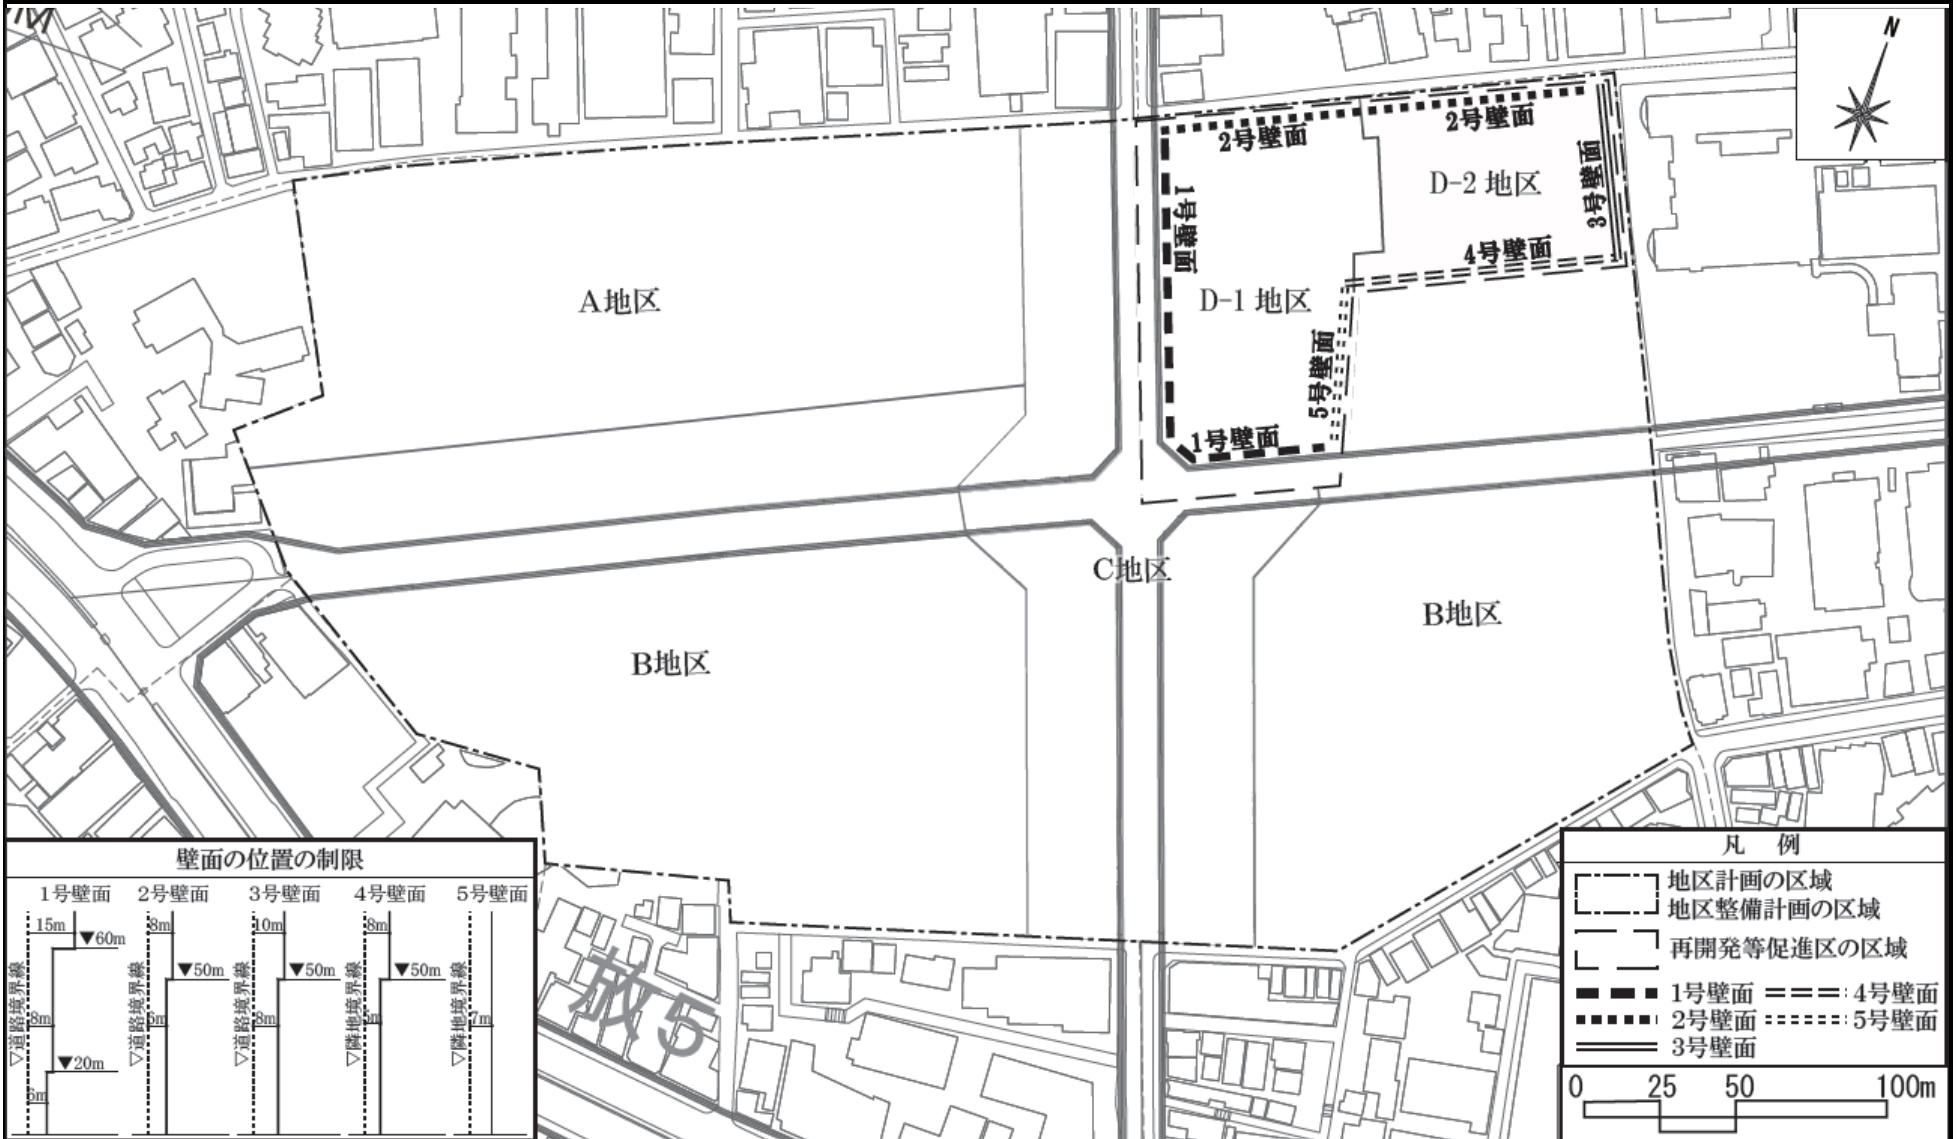 N
2号壁面
2号壁面
1号壁面
D-2 地区
3号壁面
4号壁面
A地区
D-1 地区
5号壁面
1号壁面
C地区
B地区
B地区
放5
壁面の位置の制限
1号壁面
2号壁面
3号壁面
4号壁面
5号壁面
15m
▼60m
8m
▼20m
▽道路境界線
8m
▼50m
▽道路境界線
10m
▼50m
8m
▽道路境界線
8m
▼50m
▽隣地境界線
7m
▽隣地境界線
凡 例
地区計画の区域
地区整備計画の区域
再開発等促進区の区域
1号壁面
4号壁面
2号壁面
5号壁面
3号壁面
0 25 50 100m